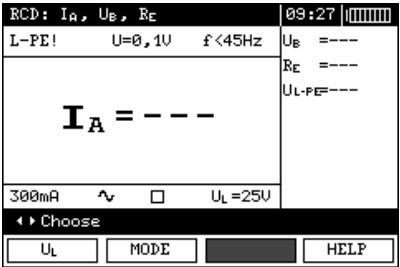 RCD: IA, UB, RE 09:27
L-PE! U=0,1V f<45Hz
UB =---
RE =---
UL-PE=---
IA = ---
300mA UL=25V
Choose
UL MODE HELP